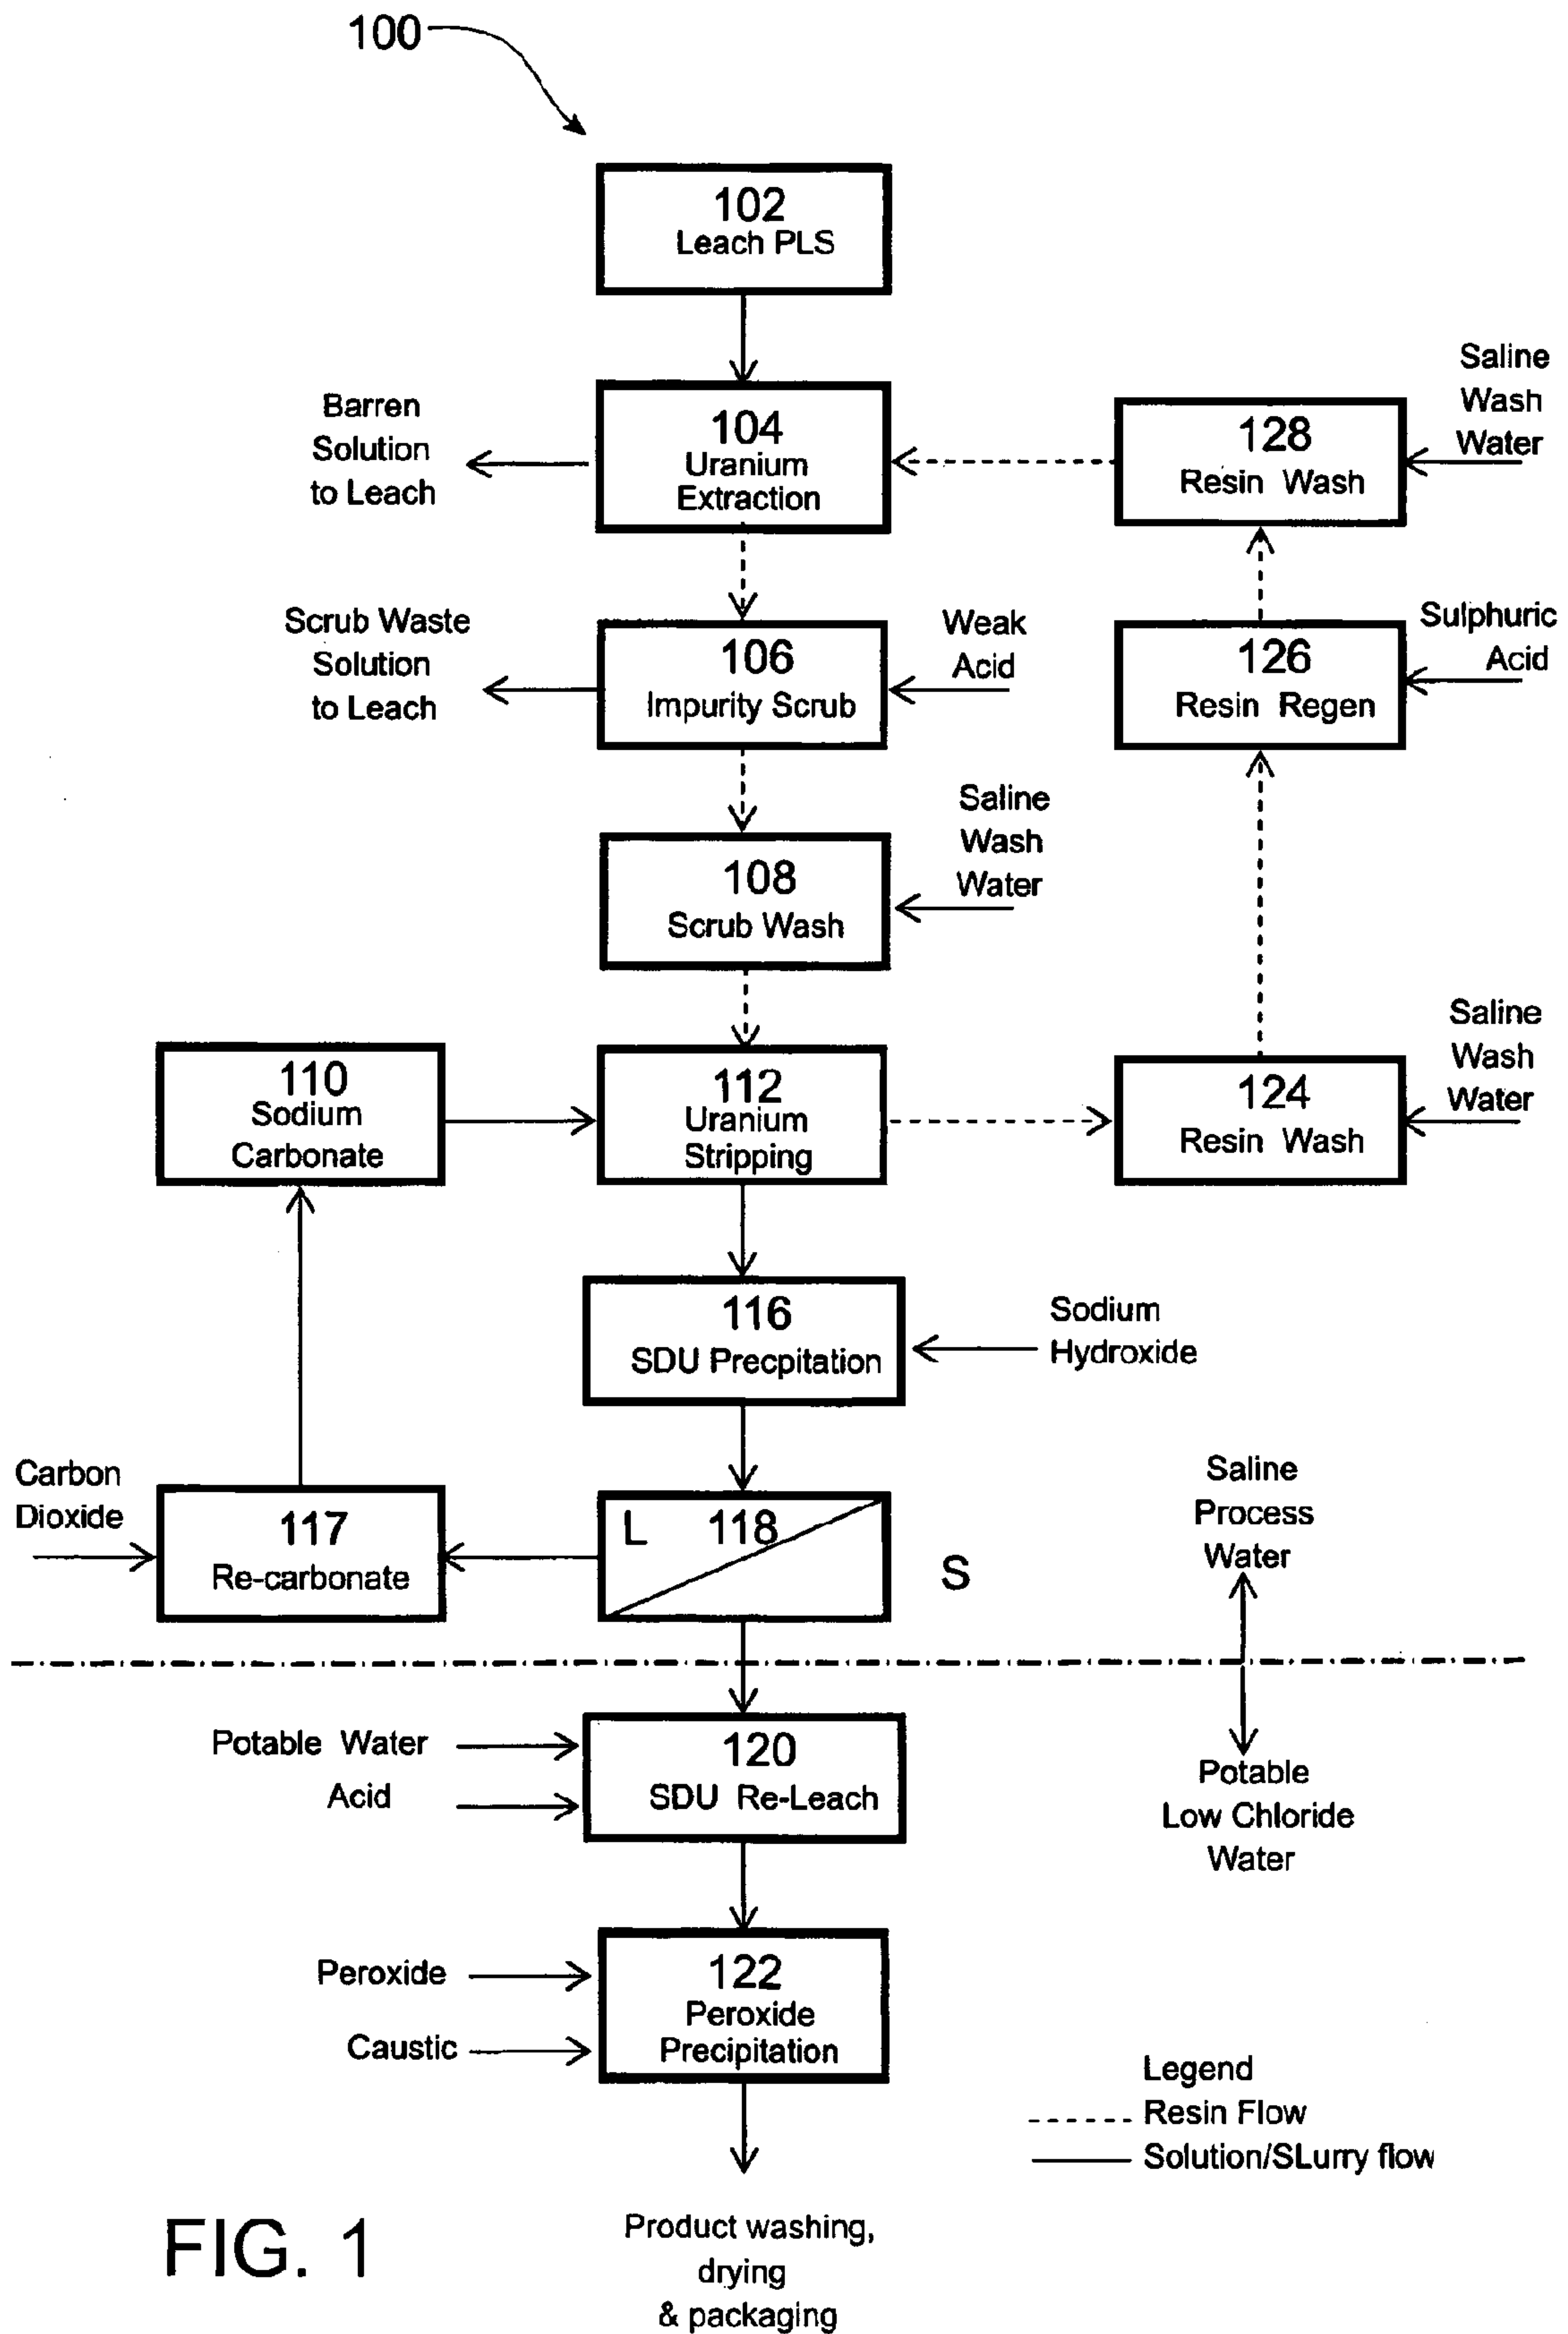 100
102
Leach PLS
Barren
Solution
to Leach
104
Uranium
Extraction
128
Resin Wash
Saline
Wash
Water
Scrub Waste
Solution
to Leach
106
Impurity Scrub
Weak
Acid
126
Resin Regen
Sulphuric
Acid
108
Scrub Wash
Saline
Wash
Water
110
Sodium
Carbonate
112
Uranium
Stripping
124
Resin Wash
Saline
Wash
Water
116
SDU Precpitation
Sodium
Hydroxide
Carbon
Dioxide
117
Re-carbonate
L 118
S
Saline
Process
Water
Potable Water
Acid
120
SDU Re-Leach
Potable
Low Chloride
Water
Peroxide
Caustic
122
Peroxide
Precipitation
Legend
Resin Flow
Solution/SLurry flow
FIG. 1
Product washing,
drying
& packaging